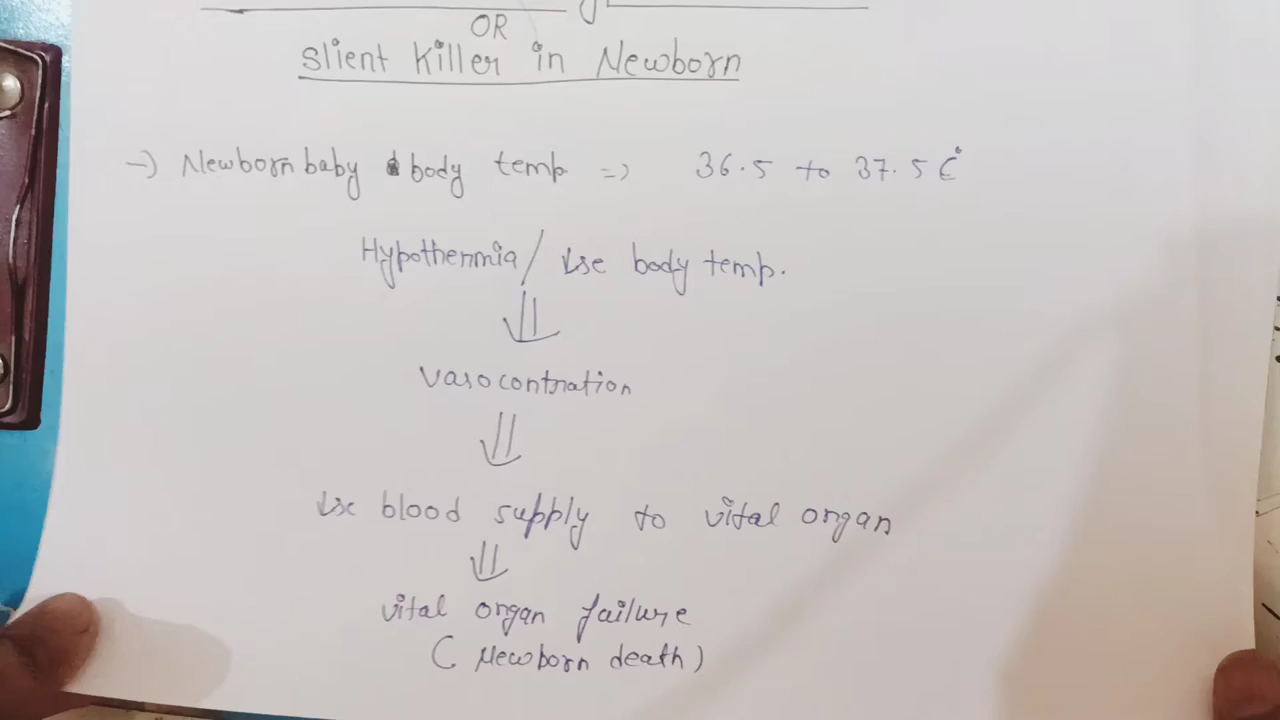 OR
Slient Killer in Newborn
→ Newborn baby body temp => 36.5 to 37.5 C°
Hypothermia / ↓se body temp.
⇓
Vasocontration
⇓
↓se blood supply to vital organ
⇓
vital organ failure
( Newborn death )